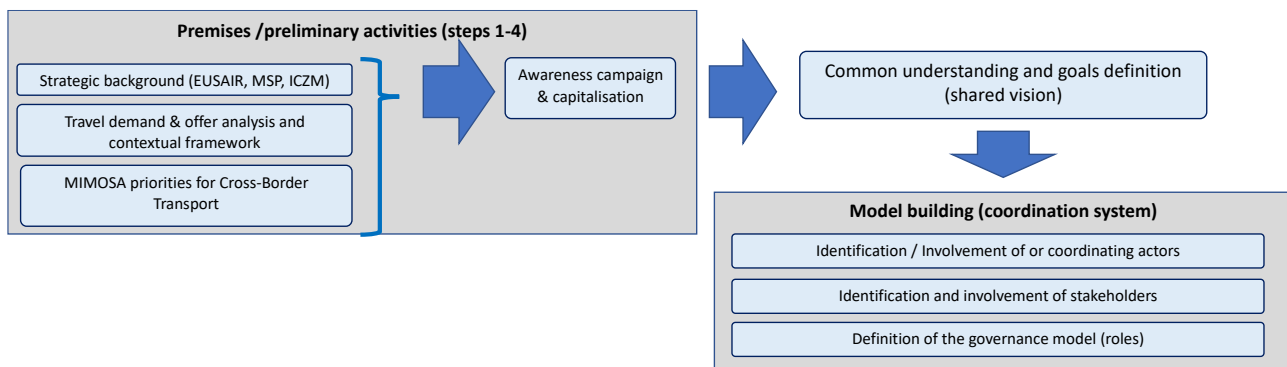 Premises /preliminary activities (steps 1-4)
Strategic background (EUSAIR, MSP, ICZM)
Travel demand & offer analysis and
contextual framework
MIMOSA priorities for Cross-Border
Transport
Awareness campaign
& capitalisation
Common understanding and goals definition
(shared vision)
Model building (coordination system)
Identification / Involvement of or coordinating actors
Identification and involvement of stakeholders
Definition of the governance model (roles)